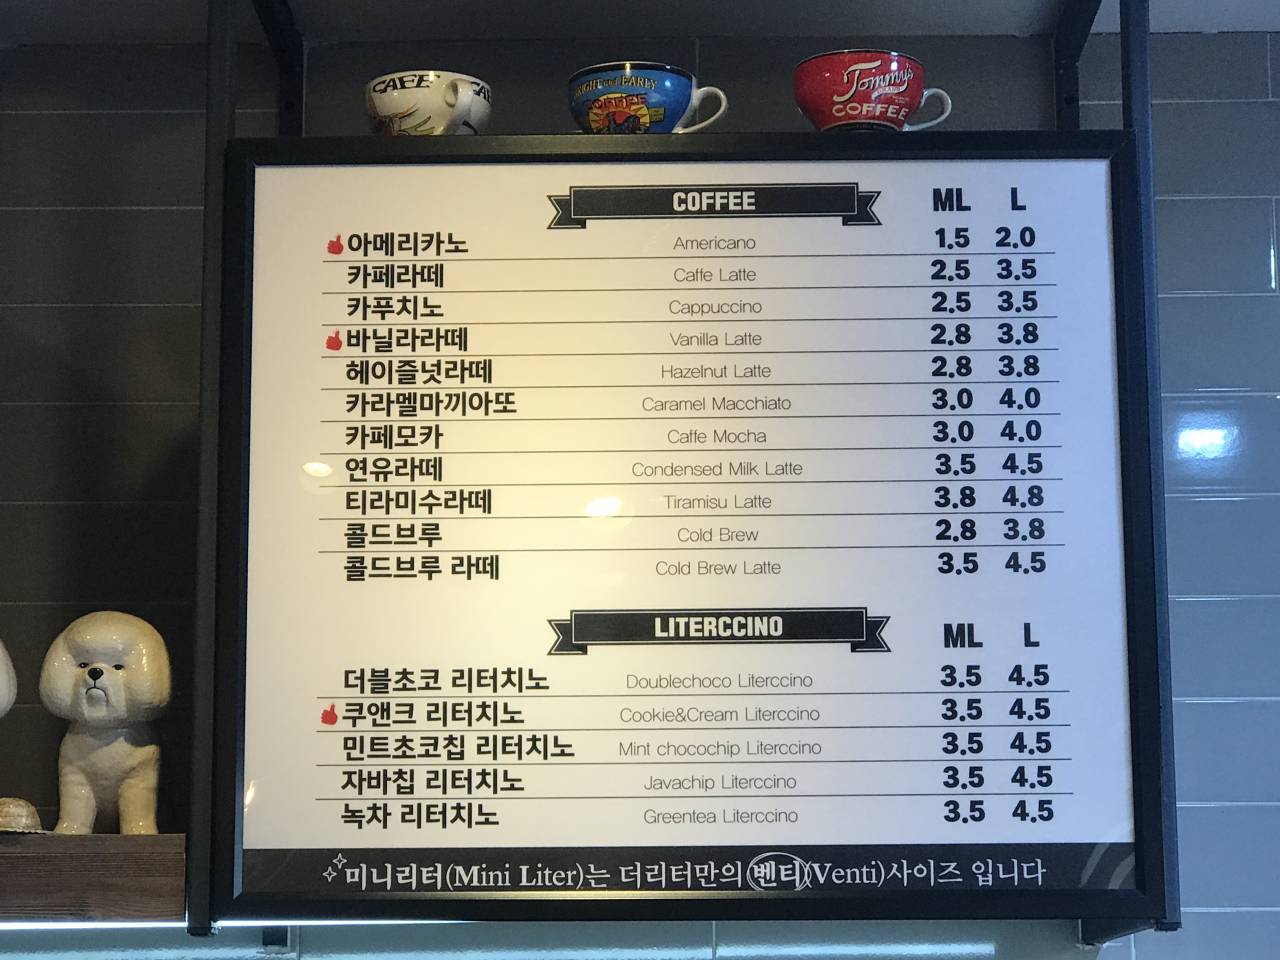 CAFE CAFE
BRIGHT and EARLY
COFFEE
Tommy's
COFFEE
COFFEE ML L
아메리카노 Americano 1.5 2.0
카페라떼 Caffe Latte 2.5 3.5
카푸치노 Cappuccino 2.5 3.5
바닐라라떼 Vanilla Latte 2.8 3.8
헤이즐넛라떼 Hazelnut Latte 2.8 3.8
카라멜마끼아또 Caramel Macchiato 3.0 4.0
카페모카 Caffe Mocha 3.0 4.0
연유라떼 Condensed Milk Latte 3.5 4.5
티라미수라떼 Tiramisu Latte 3.8 4.8
콜드브루 Cold Brew 2.8 3.8
콜드브루 라떼 Cold Brew Latte 3.5 4.5
LITERCCINO ML L
더블초코 리터치노 Doublechoco Literccino 3.5 4.5
쿠앤크 리터치노 Cookie&Cream Literccino 3.5 4.5
민트초코칩 리터치노 Mint chocochip Literccino 3.5 4.5
자바칩 리터치노 Javachip Literccino 3.5 4.5
녹차 리터치노 Greentea Literccino 3.5 4.5
미니리터(Mini Liter)는 더리터만의 벤티(Venti)사이즈 입니다